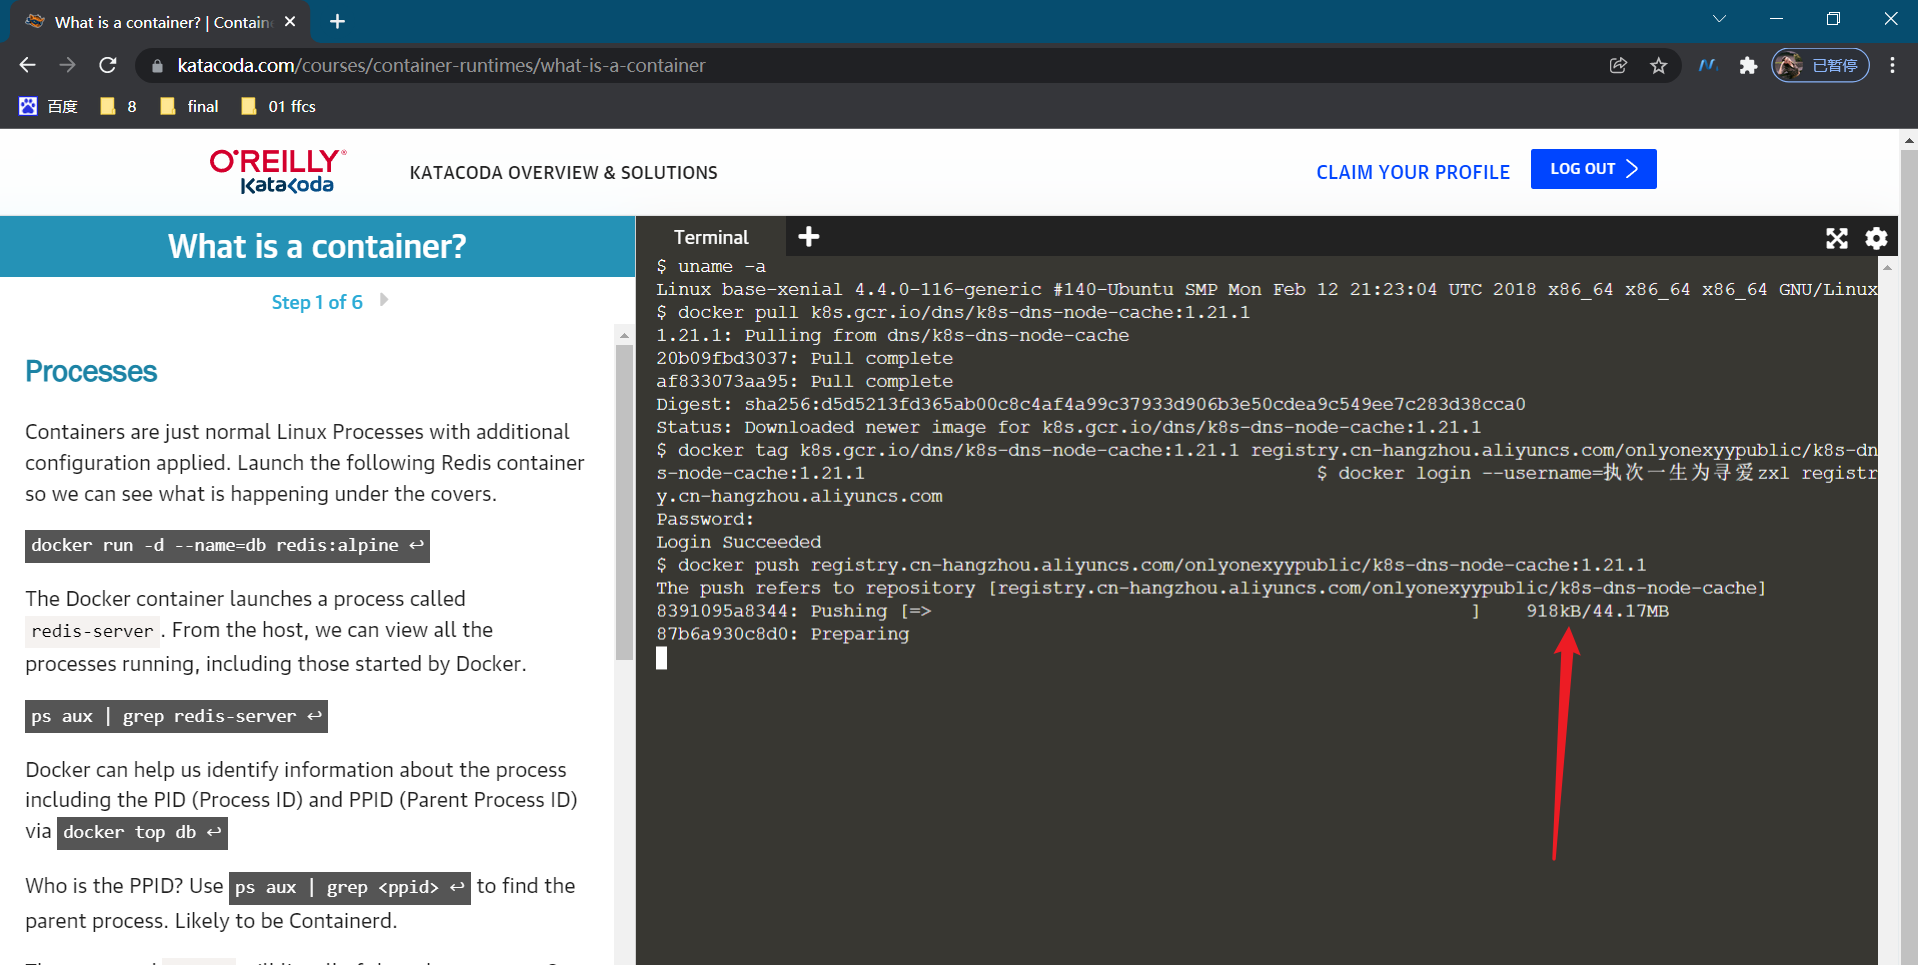 What is a container? | Contain
katacoda.com/courses/container-runtimes/what-is-a-container
已暂停
百度
8
final
01 ffcs
O'REILLY®
Katacoda
KATACODA OVERVIEW & SOLUTIONS
CLAIM YOUR PROFILE
LOG OUT
What is a container?
Step 1 of 6
Processes
Containers are just normal Linux Processes with additional
configuration applied. Launch the following Redis container
so we can see what is happening under the covers.
docker run -d --name=db redis:alpine ↩
The Docker container launches a process called
redis-server . From the host, we can view all the
processes running, including those started by Docker.
ps aux | grep redis-server ↩
Docker can help us identify information about the process
including the PID (Process ID) and PPID (Parent Process ID)
via docker top db ↩
Who is the PPID? Use ps aux | grep <ppid> ↩ to find the
parent process. Likely to be Containerd.
Terminal
$ uname -a
Linux base-xenial 4.4.0-116-generic #140-Ubuntu SMP Mon Feb 12 21:23:04 UTC 2018 x86_64 x86_64 x86_64 GNU/Linux
$ docker pull k8s.gcr.io/dns/k8s-dns-node-cache:1.21.1
1.21.1: Pulling from dns/k8s-dns-node-cache
20b09fbd3037: Pull complete
af833073aa95: Pull complete
Digest: sha256:d5d5213fd365ab00c8c4af4a99c37933d906b3e50cdea9c549ee7c283d38cca0
Status: Downloaded newer image for k8s.gcr.io/dns/k8s-dns-node-cache:1.21.1
$ docker tag k8s.gcr.io/dns/k8s-dns-node-cache:1.21.1 registry.cn-hangzhou.aliyuncs.com/onlyonexyypublic/k8s-dn
s-node-cache:1.21.1 $ docker login --username=执次一生为寻爱zxl registr
y.cn-hangzhou.aliyuncs.com
Password:
Login Succeeded
$ docker push registry.cn-hangzhou.aliyuncs.com/onlyonexyypublic/k8s-dns-node-cache:1.21.1
The push refers to repository [registry.cn-hangzhou.aliyuncs.com/onlyonexyypublic/k8s-dns-node-cache]
8391095a8344: Pushing [=> ] 918kB/44.17MB
87b6a930c8d0: Preparing